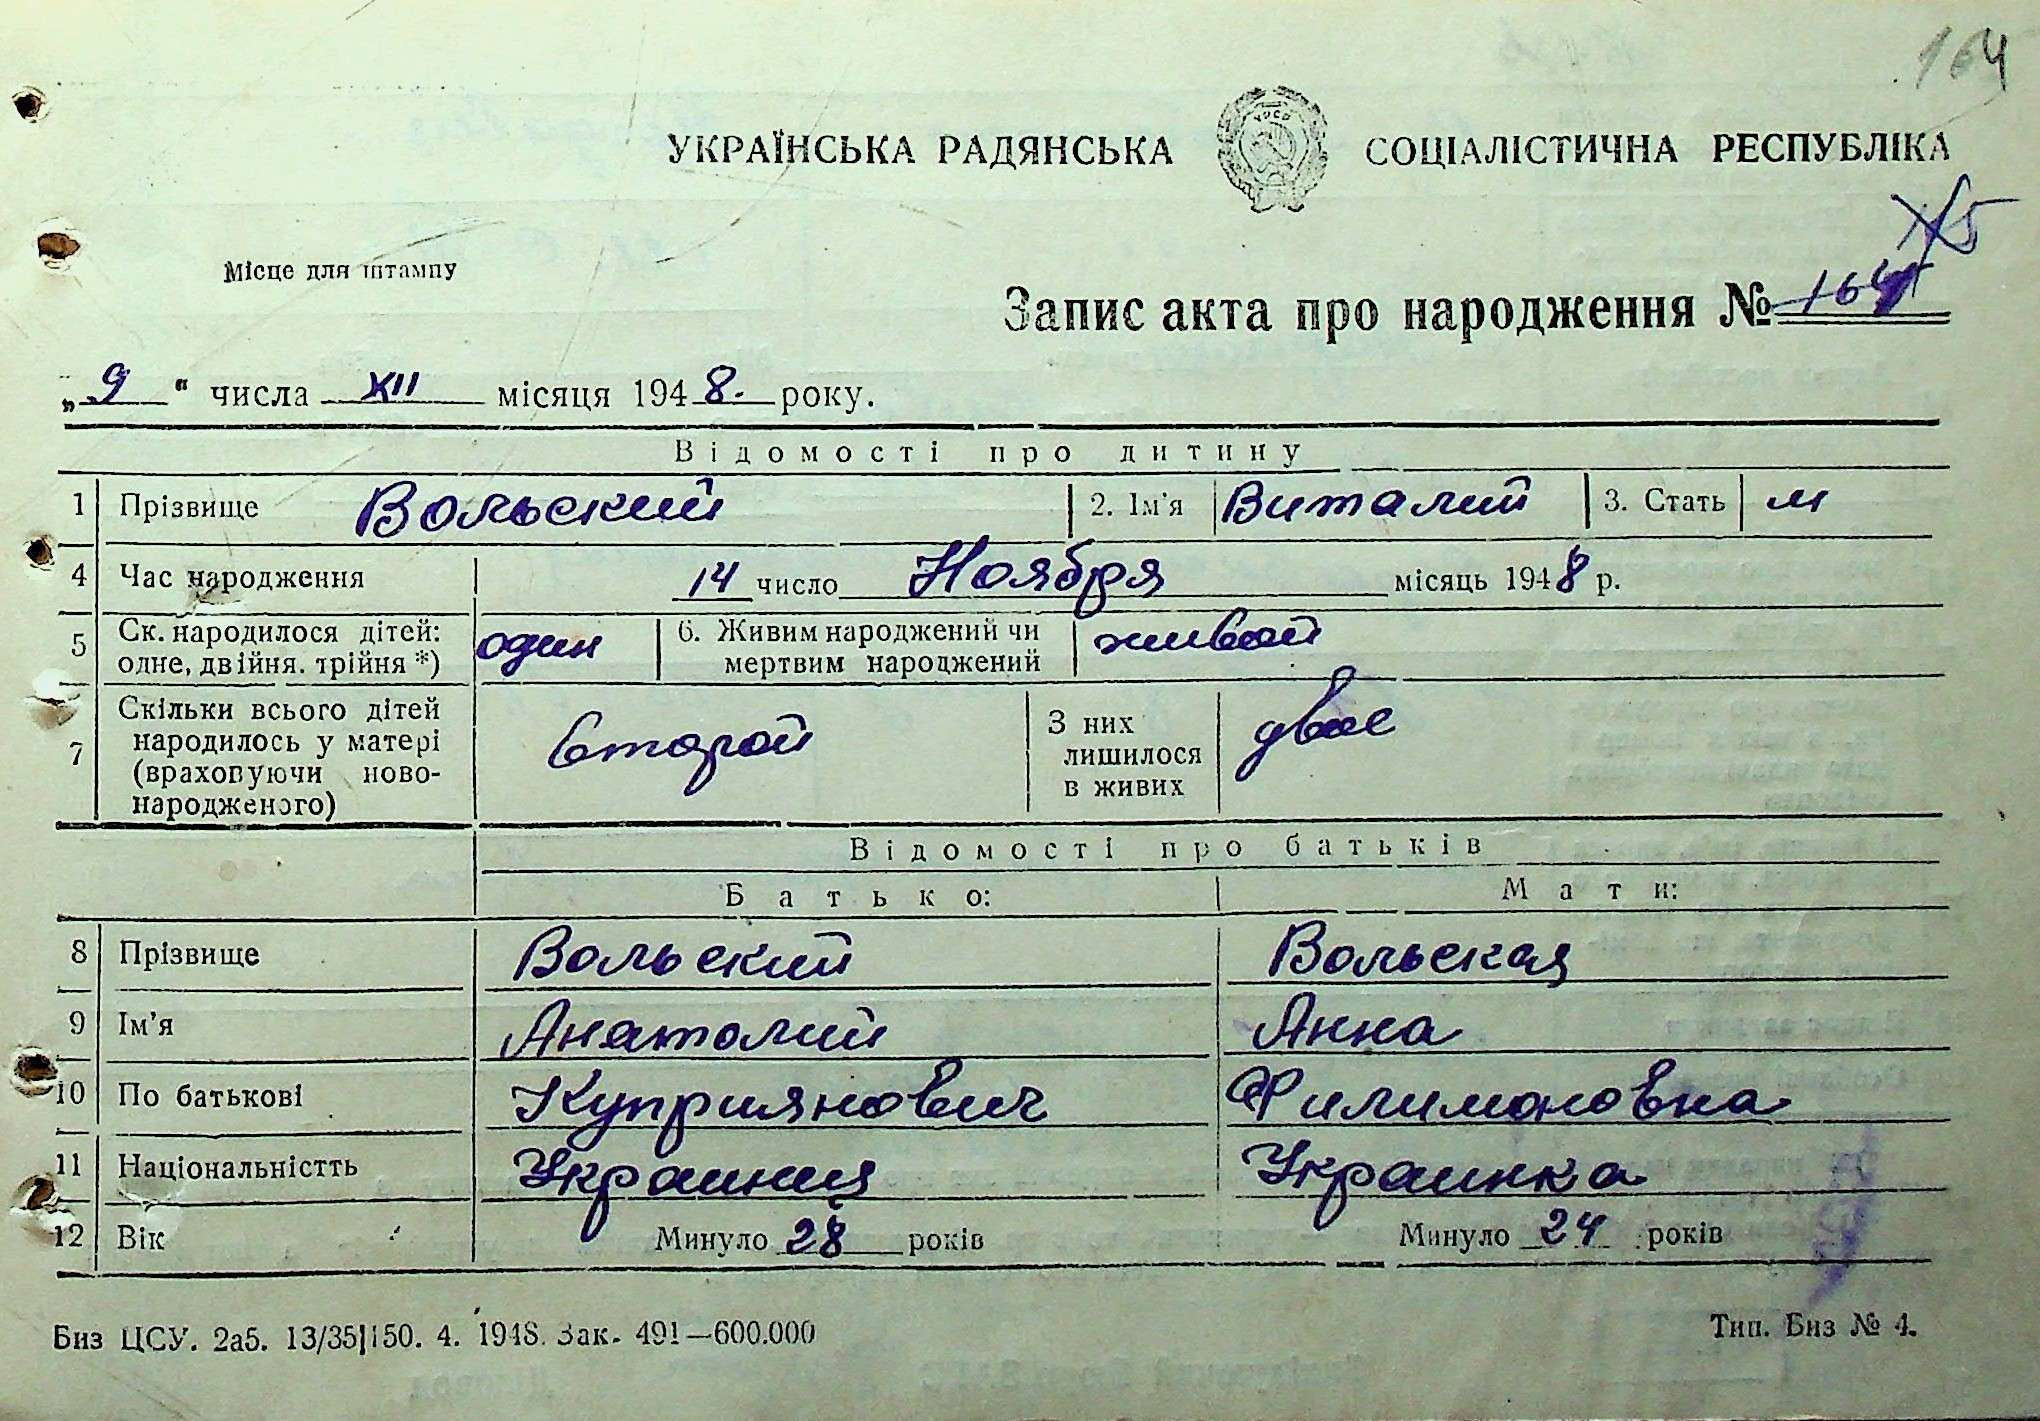 164
УКРАЇНСЬКА РАДЯНСЬКА СОЦІАЛІСТИЧНА РЕСПУБЛІКА
УРСР
Місце для штампу
Запис акта про народження №
„9“ числа XII місяця 1948. року.
Відомості про дитину
1 Прізвище Вольский 2. Ім'я Виталий 3. Стать м
4 Час народження 14 число Ноября місяць 1948 р.
5 Ск. народилося дітей: один 6. Живим народжений чи живой
одне, двійня. трійня *) мертвим народжений
Скільки всього дітей
7 народилось у матері второй З них двое
(враховуючи ново- лишилося
народженого) в живих
Відомості про батьків
Батько: Мати:
8 Прізвище Вольский Вольская
9 Ім'я Анатолий Анна
10 По батькові Куприянович Филимоновна
11 Національністть Украинец Украинка
12 Вік Минуло 28 років Минуло 24 років
Биз ЦСУ. 2а5. 13/35|150. 4. 1948. Зак. 491—600.000 Тип. Биз № 4.